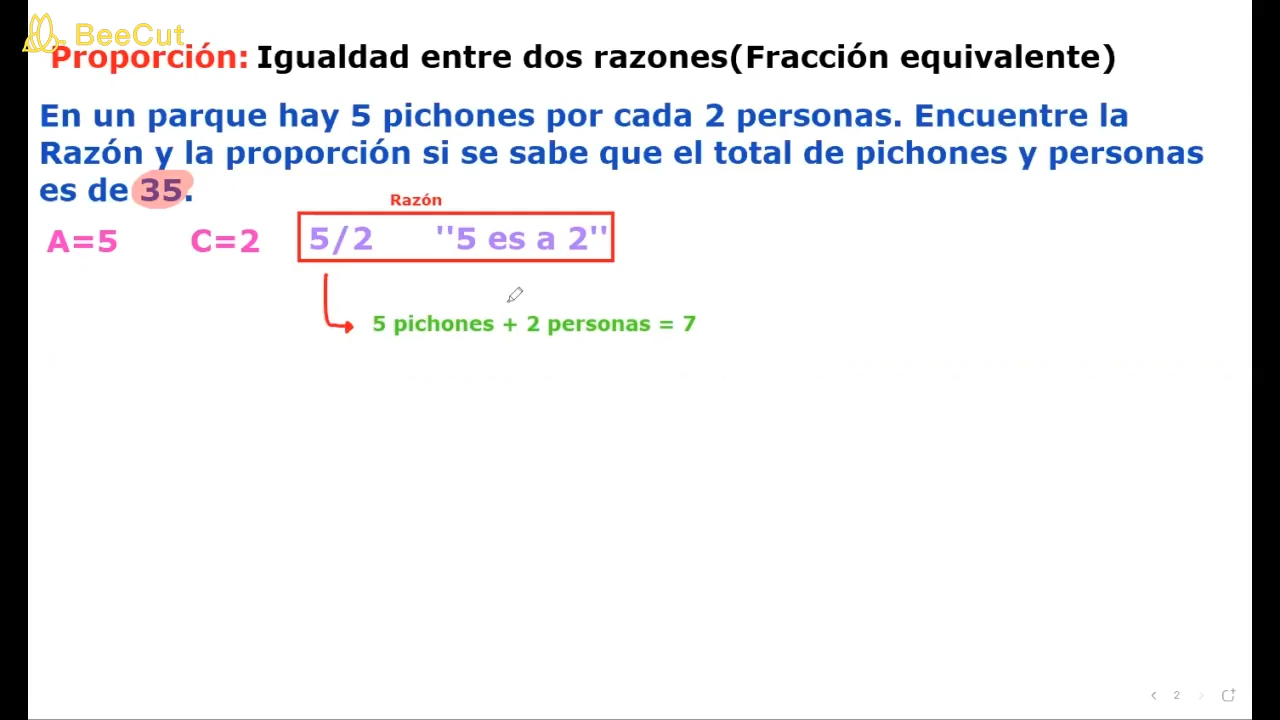 BeeCut
Proporción: Igualdad entre dos razones(Fracción equivalente)
En un parque hay 5 pichones por cada 2 personas. Encuentre la
Razón y la proporción si se sabe que el total de pichones y personas
es de 35.
Razón
A=5 C=2 5/2 ''5 es a 2''
5 pichones + 2 personas = 7
2